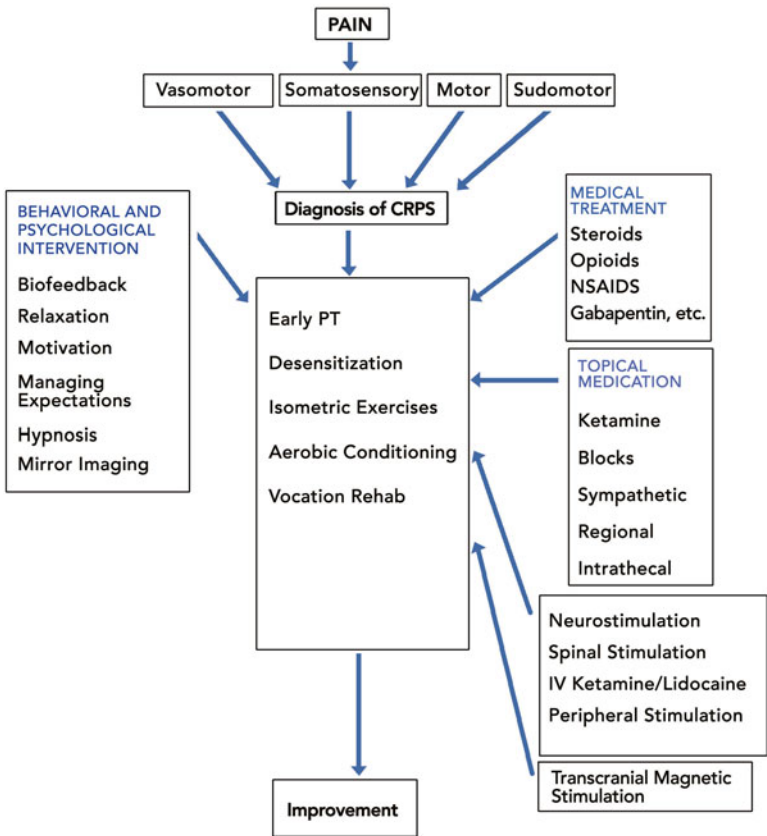 PAIN
Vasomotor
Somatosensory
Motor
Sudomotor
Diagnosis of CRPS
BEHAVIORAL AND
PSYCHOLOGICAL
INTERVENTION
Biofeedback
Relaxation
Motivation
Managing
Expectations
Hypnosis
Mirror Imaging
Early PT
Desensitization
Isometric Exercises
Aerobic Conditioning
Vocation Rehab
MEDICAL
TREATMENT
Steroids
Opioids
NSAIDS
Gabapentin, etc.
TOPICAL
MEDICATION
Ketamine
Blocks
Sympathetic
Regional
Intrathecal
Neurostimulation
Spinal Stimulation
IV Ketamine/Lidocaine
Peripheral Stimulation
Transcranial Magnetic
Stimulation
Improvement